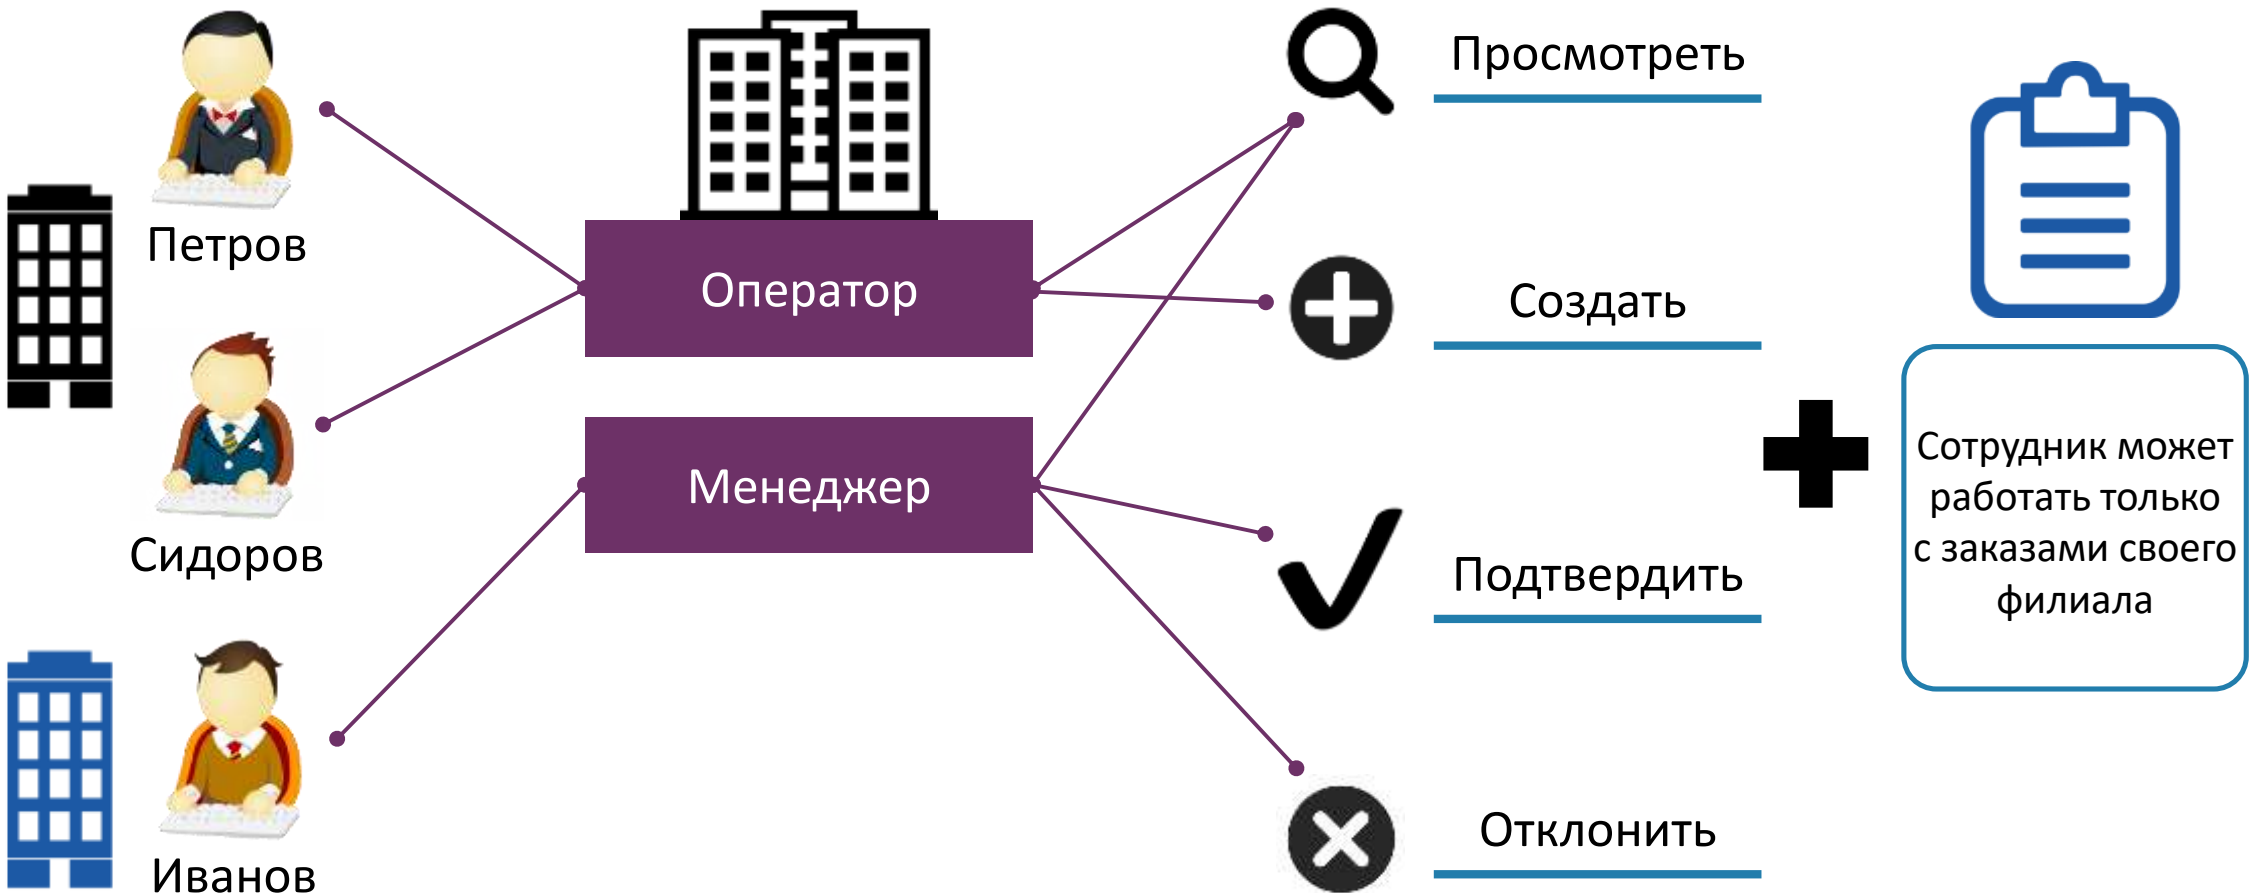 Петров
Сидоров
Иванов
Оператор
Менеджер
Просмотреть
Создать
Подтвердить
Отклонить
Сотрудник может
работать только
с заказами своего
филиала